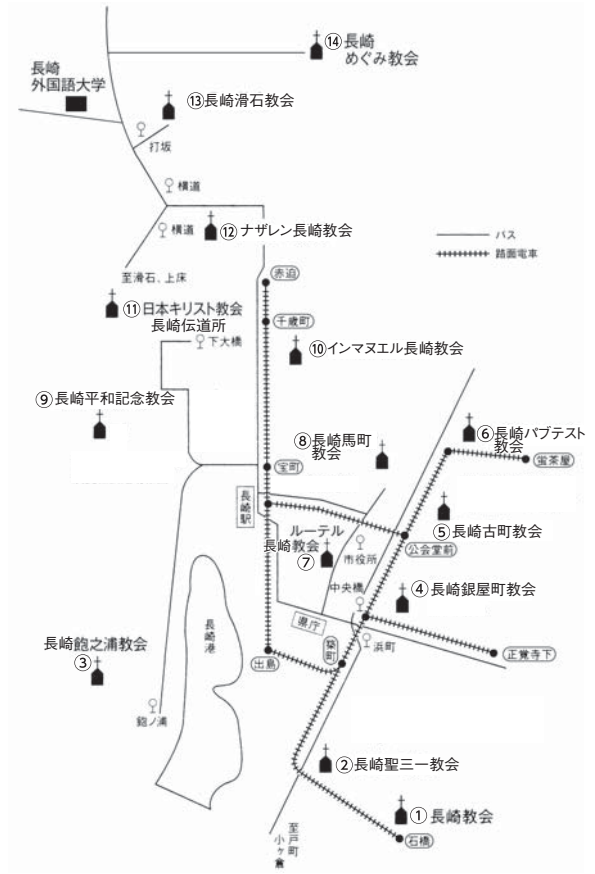 ⑭長崎
めぐみ教会
長崎
外国語大学
⑬長崎滑石教会
打坂
横道
横道
⑫ナザレン長崎教会
バス
路面電車
至滑石、上床
赤迫
⑪日本キリスト教会
長崎伝道所
千歳町
下大橋
⑩インマヌエル長崎教会
⑨長崎平和記念教会
⑧長崎馬町
教会
⑥長崎バプテスト
教会
宝町
蛍茶屋
長崎駅
⑤長崎古町教会
ルーテル
長崎教会
⑦
市役所
公会堂前
中央橋
④長崎銀屋町教会
県庁
長崎港
浜町
築町
正覚寺下
長崎飽之浦教会
③
出島
飽ノ浦
②長崎聖三一教会
①長崎教会
至戸町
小ヶ倉
石橋